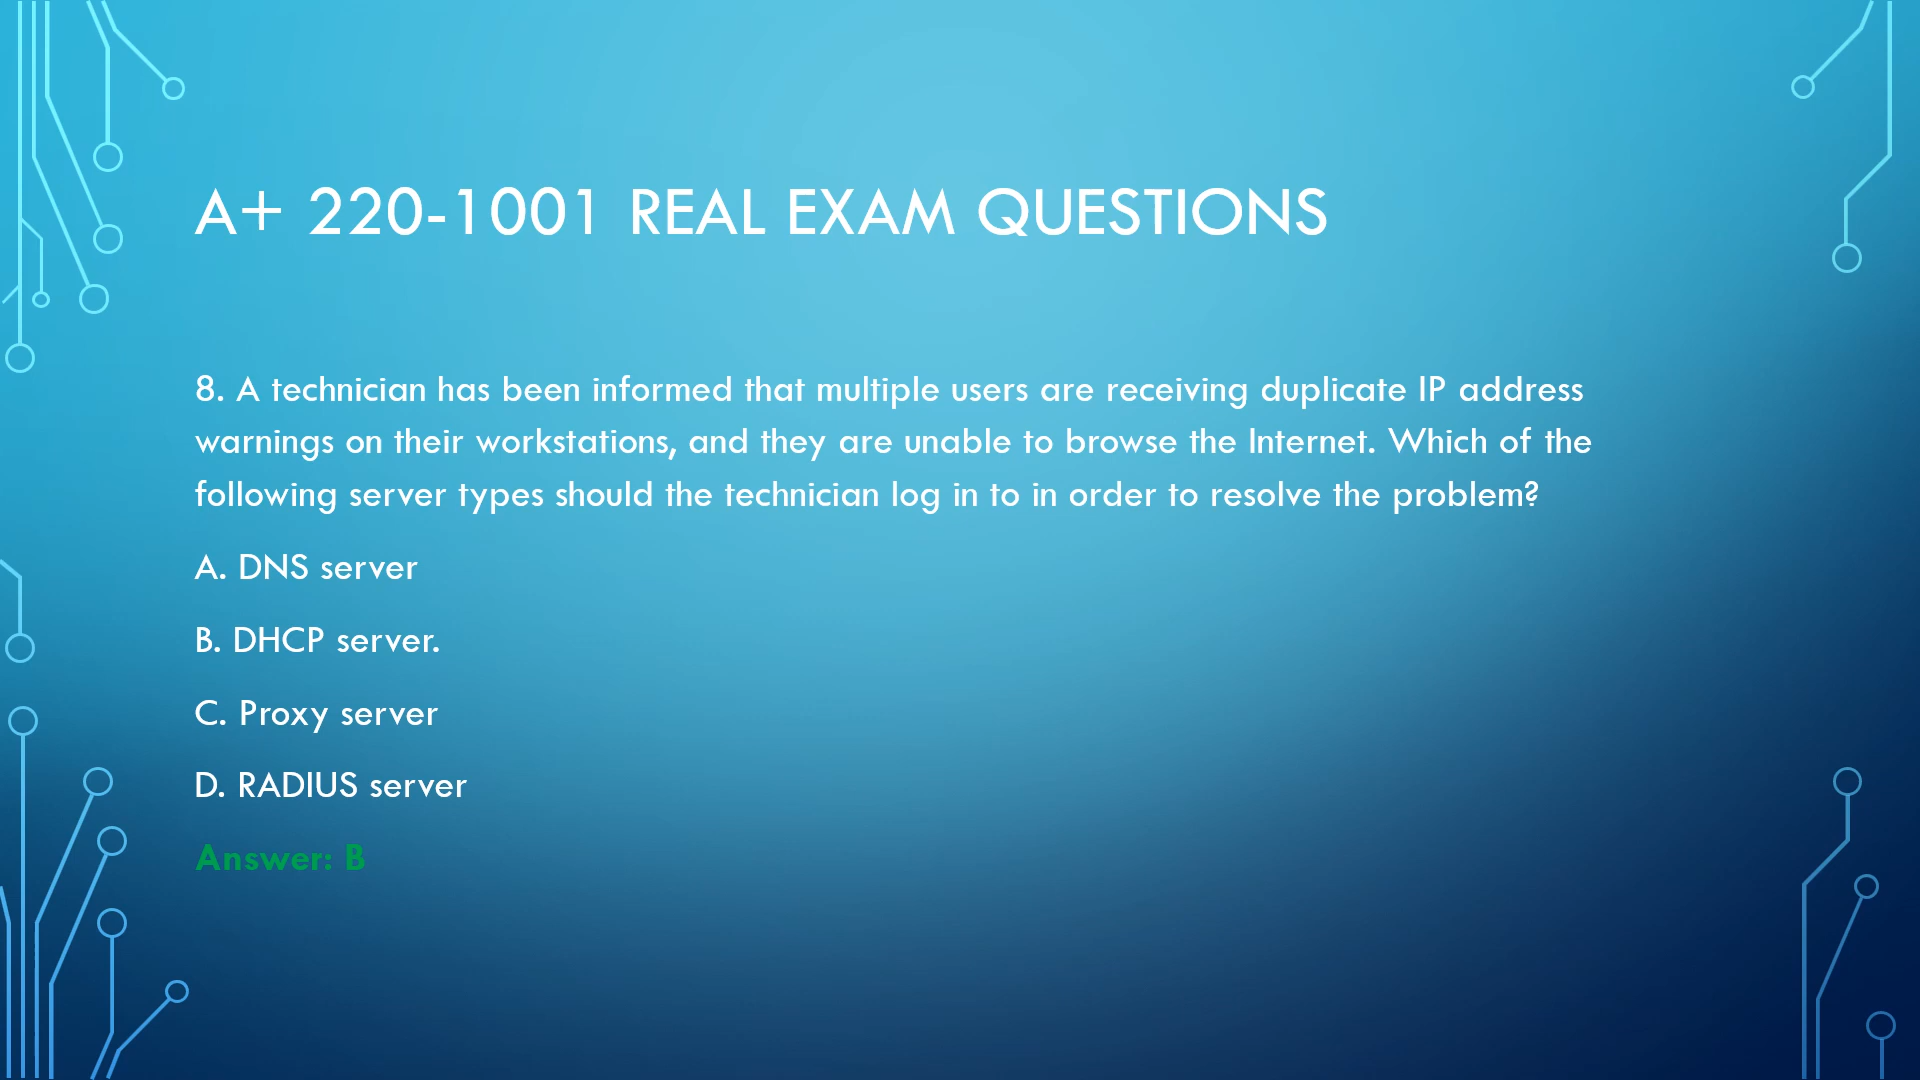 A+ 220-1001 REAL EXAM QUESTIONS
8. A technician has been informed that multiple users are receiving duplicate IP address
warnings on their workstations, and they are unable to browse the Internet. Which of the
following server types should the technician log in to in order to resolve the problem?
A. DNS server
B. DHCP server.
C. Proxy server
D. RADIUS server
Answer: B